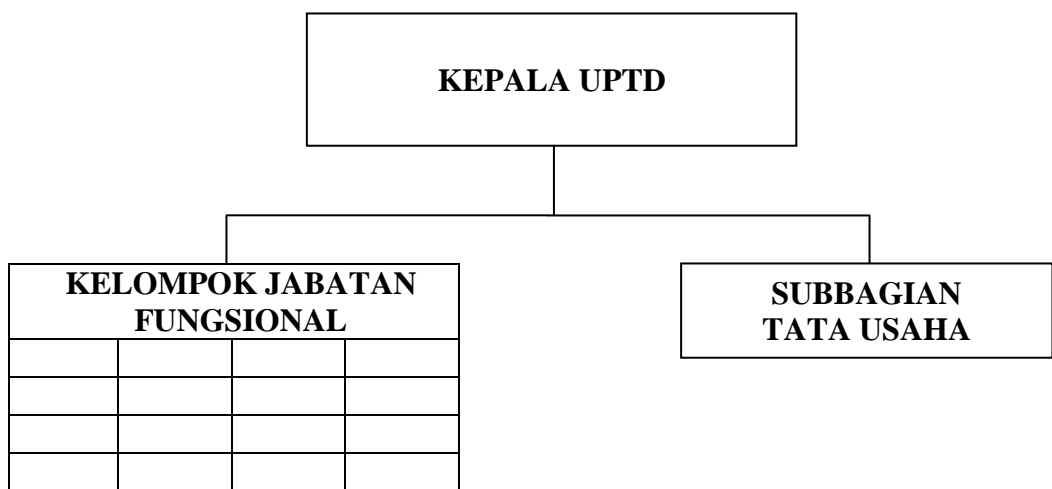 KEPALA UPTD
KELOMPOK JABATAN
FUNGSIONAL
SUBBAGIAN
TATA USAHA